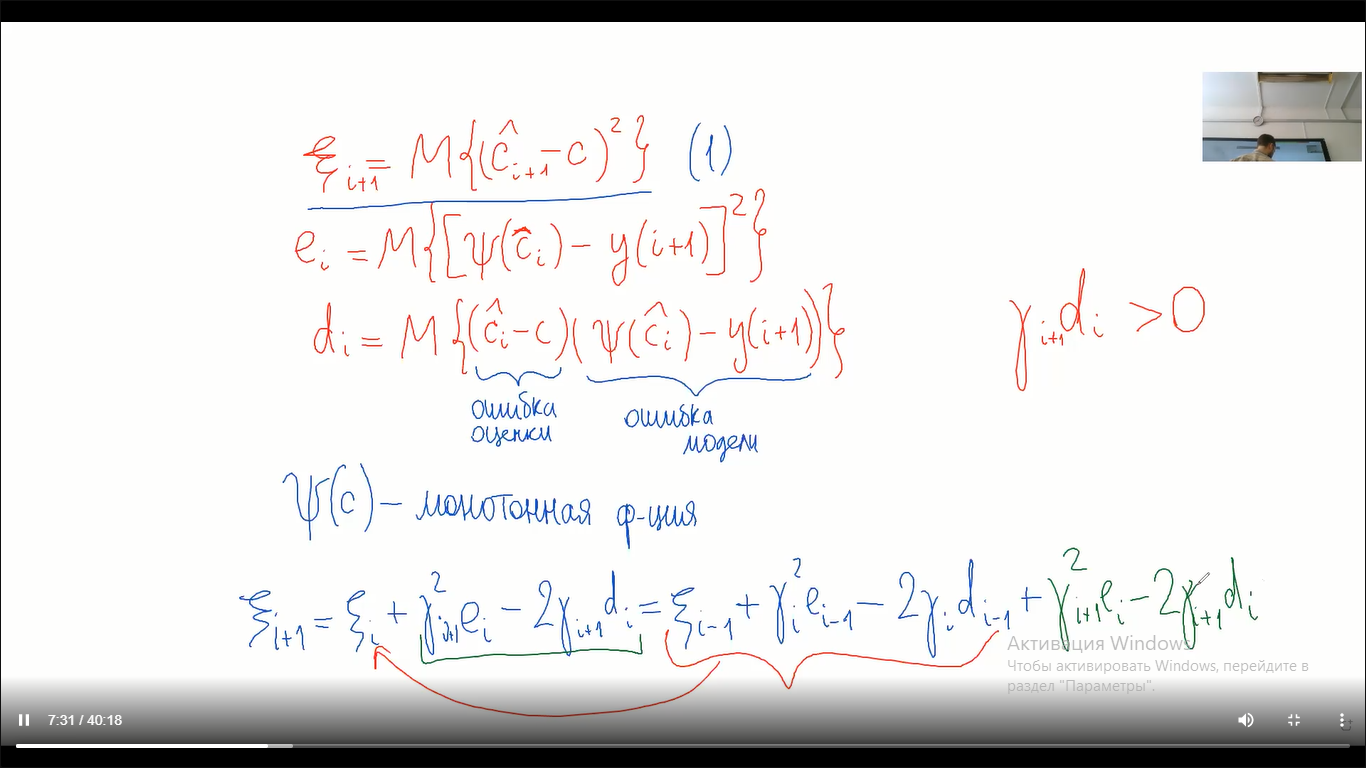 ξ_{i+1} = M{(ĉ_{i+1} - c)²} (1)
e_i = M{[ψ(ĉ_i) - y(i+1)]²}
d_i = M{(ĉ_i - c)(ψ(ĉ_i) - y(i+1))}
γ_{i+1} d_i > 0
ошибка
оценки
ошибка
модели
ψ(c) - монотонная ф-ция
ξ_{i+1} = ξ_i + γ²_{i+1} e_i - 2γ_{i+1} d_i = ξ_{i-1} + γ²_i e_{i-1} - 2γ_i d_{i-1} + γ²_{i+1} e_i - 2γ_{i+1} d_i
Активация Windows
Чтобы активировать Windows, перейдите в
раздел "Параметры".
7:31 / 40:18